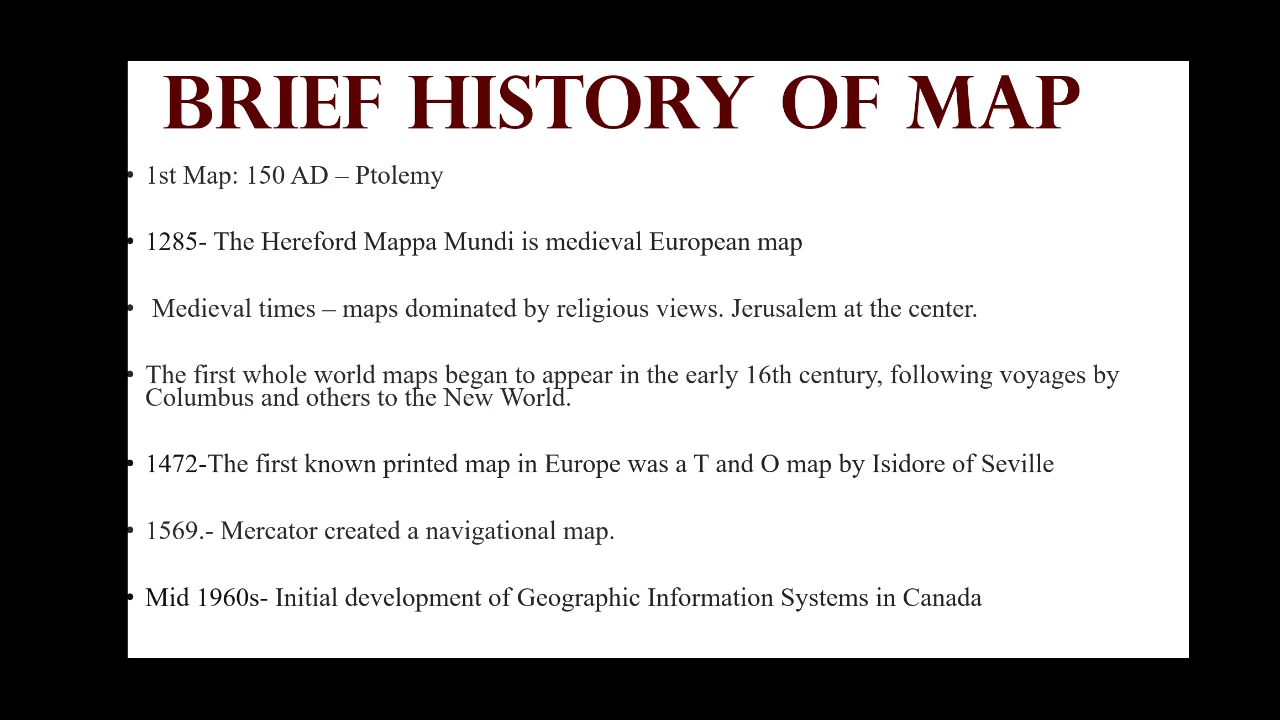 BRIEF HISTORY OF MAP
• 1st Map: 150 AD – Ptolemy
• 1285- The Hereford Mappa Mundi is medieval European map
• Medieval times – maps dominated by religious views. Jerusalem at the center.
• The first whole world maps began to appear in the early 16th century, following voyages by
Columbus and others to the New World.
• 1472-The first known printed map in Europe was a T and O map by Isidore of Seville
• 1569.- Mercator created a navigational map.
• Mid 1960s- Initial development of Geographic Information Systems in Canada